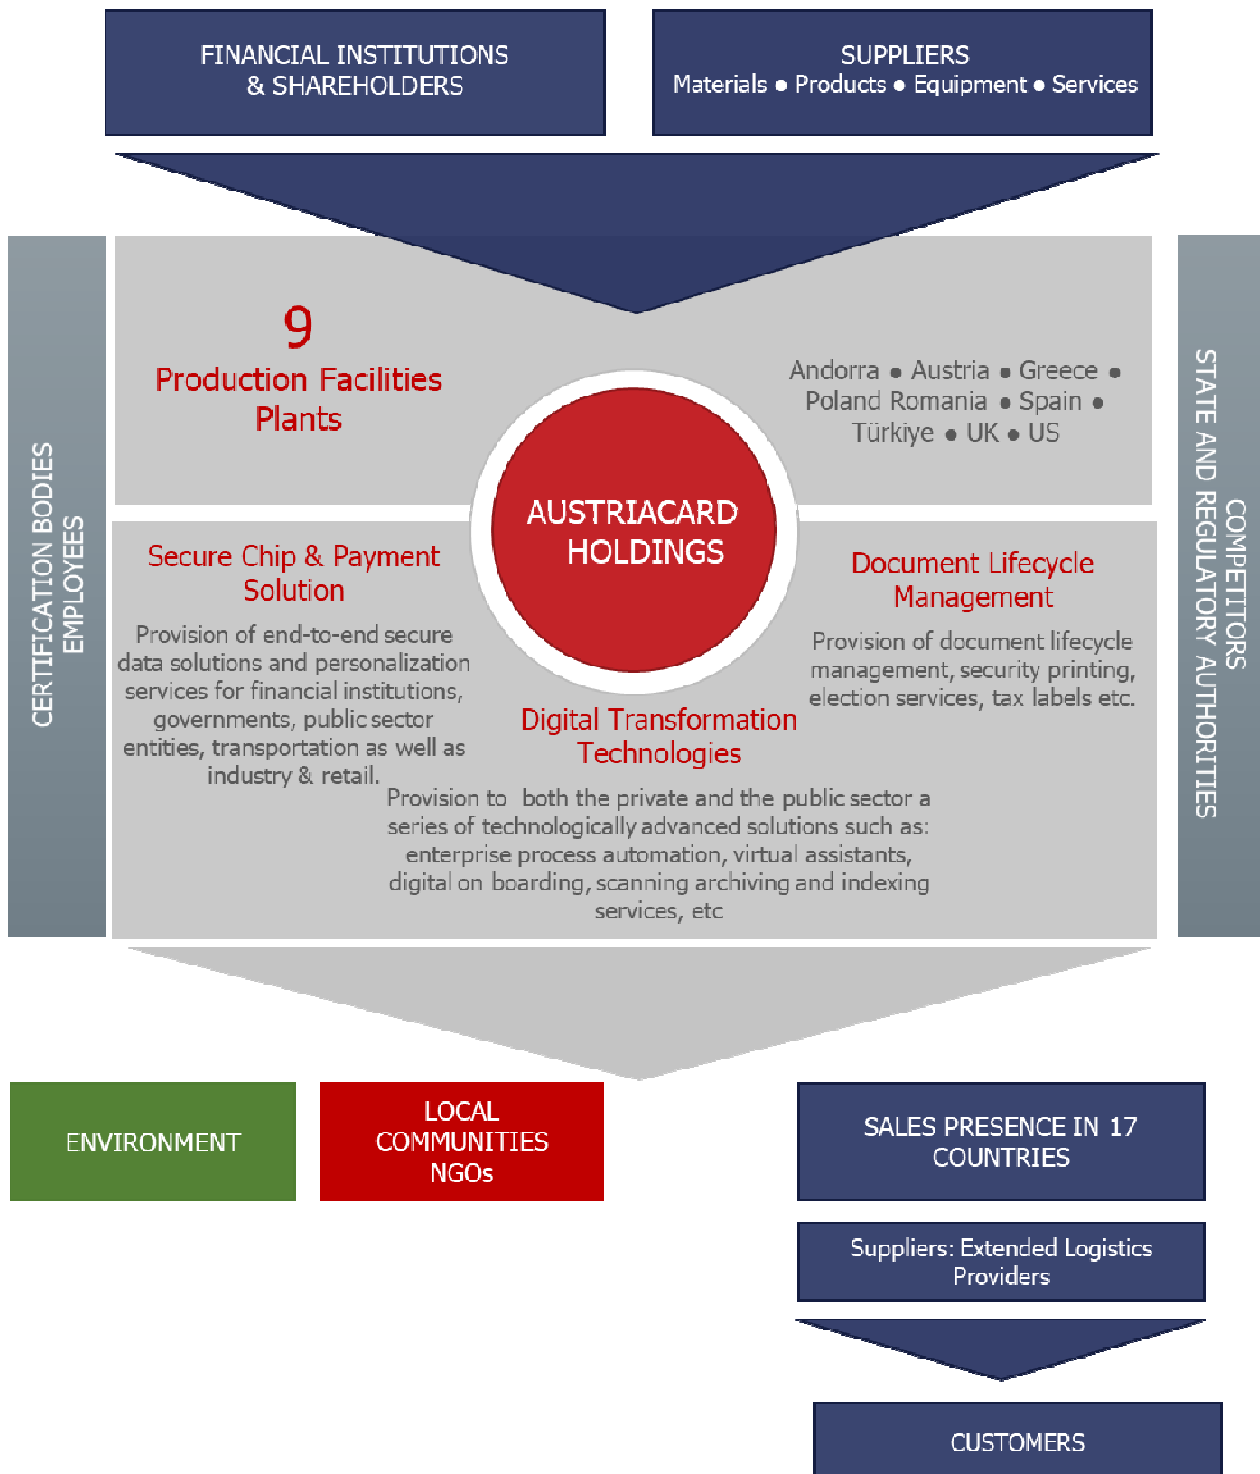 FINANCIAL INSTITUTIONS
& SHAREHOLDERS
SUPPLIERS
Materials ● Products ● Equipment ● Services
CERTIFICATION BODIES
EMPLOYEES
9
Production Facilities
Plants
Andorra ● Austria ● Greece ●
Poland Romania ● Spain ●
Türkiye ● UK ● US
AUSTRIACARD
HOLDINGS
Secure Chip & Payment
Solution
Provision of end-to-end secure
data solutions and personalization
services for financial institutions,
governments, public sector
entities, transportation as well as
industry & retail.
Document Lifecycle
Management
Provision of document lifecycle
management, security printing,
election services, tax labels etc.
Digital Transformation
Technologies
Provision to  both the private and the public sector a
series of technologically advanced solutions such as:
enterprise process automation, virtual assistants,
digital on boarding, scanning archiving and indexing
services, etc
COMPETITORS
STATE AND REGULATORY AUTHORITIES
ENVIRONMENT
LOCAL
COMMUNITIES
NGOs
SALES PRESENCE IN 17
COUNTRIES
Suppliers: Extended Logistics
Providers
CUSTOMERS